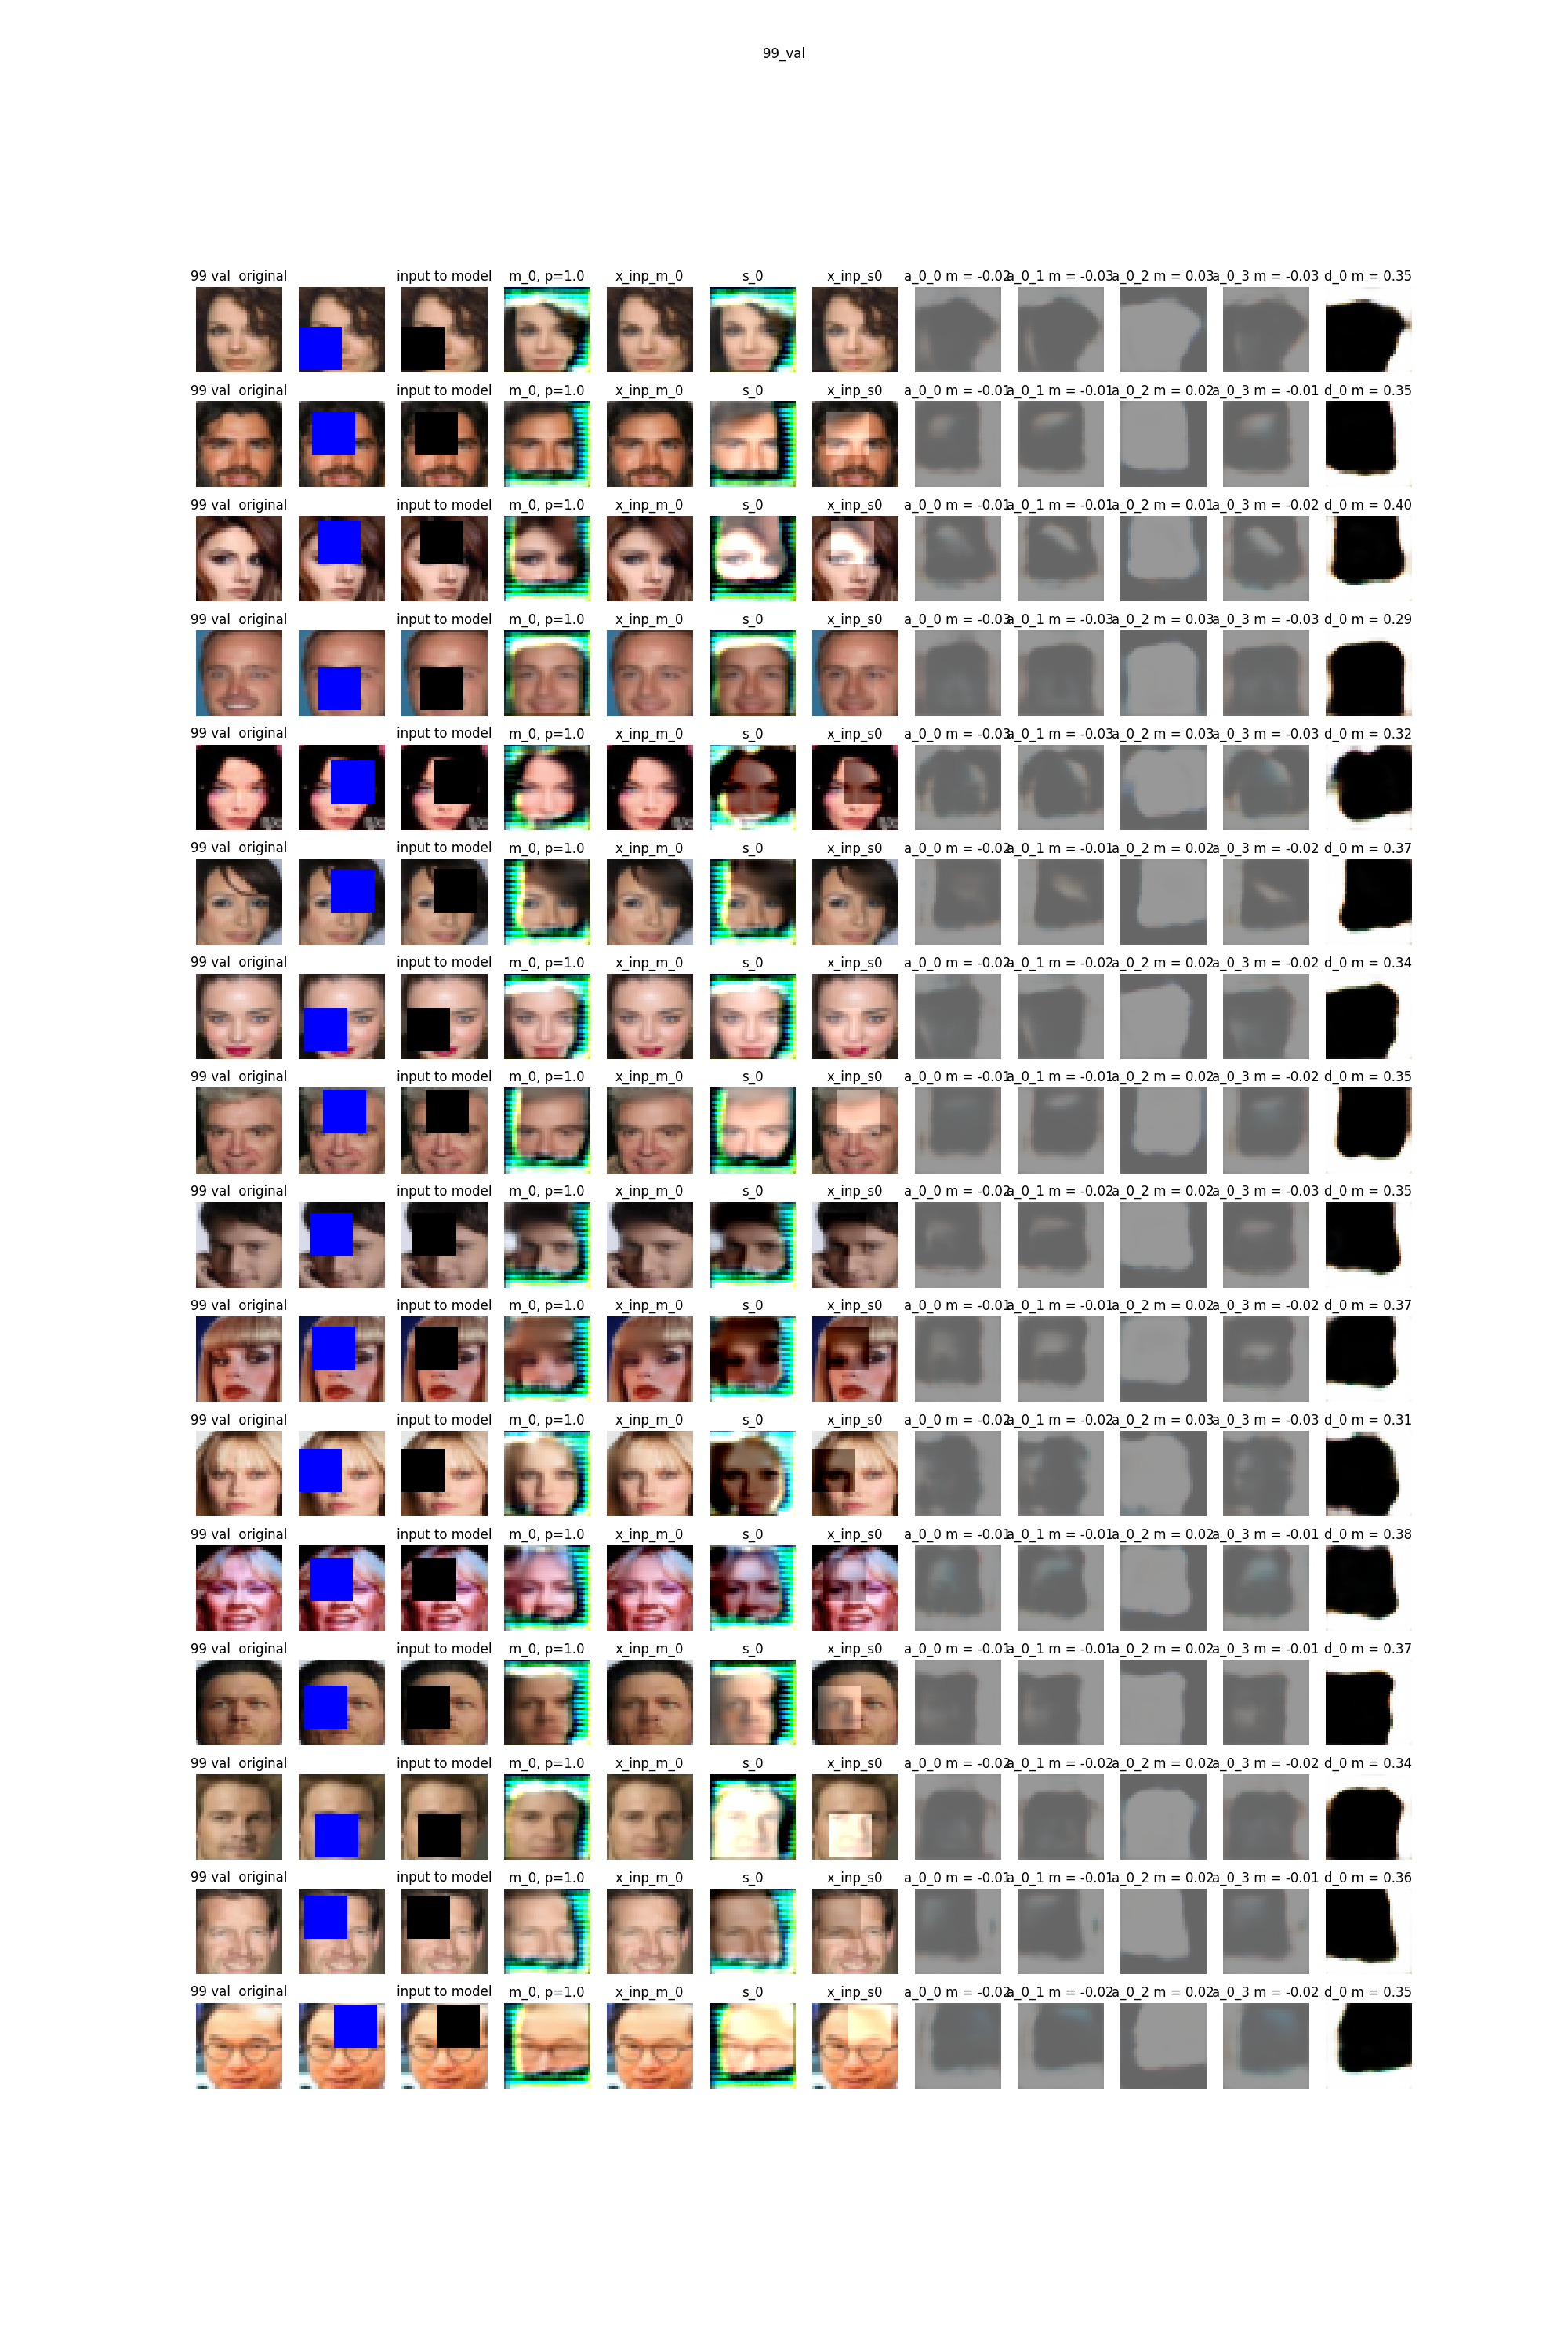 99_val
99 val original input to model m_0, p=1.0 x_inp_m_0 s_0 x_inp_s0 a_0_0 m = -0.02 a_0_1 m = -0.03 a_0_2 m = 0.03 a_0_3 m = -0.03 d_0 m = 0.35
99 val original input to model m_0, p=1.0 x_inp_m_0 s_0 x_inp_s0 a_0_0 m = -0.01 a_0_1 m = -0.01 a_0_2 m = 0.02 a_0_3 m = -0.01 d_0 m = 0.35
99 val original input to model m_0, p=1.0 x_inp_m_0 s_0 x_inp_s0 a_0_0 m = -0.01 a_0_1 m = -0.01 a_0_2 m = 0.01 a_0_3 m = -0.02 d_0 m = 0.40
99 val original input to model m_0, p=1.0 x_inp_m_0 s_0 x_inp_s0 a_0_0 m = -0.03 a_0_1 m = -0.03 a_0_2 m = 0.03 a_0_3 m = -0.03 d_0 m = 0.29
99 val original input to model m_0, p=1.0 x_inp_m_0 s_0 x_inp_s0 a_0_0 m = -0.03 a_0_1 m = -0.03 a_0_2 m = 0.03 a_0_3 m = -0.03 d_0 m = 0.32
99 val original input to model m_0, p=1.0 x_inp_m_0 s_0 x_inp_s0 a_0_0 m = -0.02 a_0_1 m = -0.01 a_0_2 m = 0.02 a_0_3 m = -0.02 d_0 m = 0.37
99 val original input to model m_0, p=1.0 x_inp_m_0 s_0 x_inp_s0 a_0_0 m = -0.02 a_0_1 m = -0.02 a_0_2 m = 0.02 a_0_3 m = -0.02 d_0 m = 0.34
99 val original input to model m_0, p=1.0 x_inp_m_0 s_0 x_inp_s0 a_0_0 m = -0.01 a_0_1 m = -0.01 a_0_2 m = 0.02 a_0_3 m = -0.02 d_0 m = 0.35
99 val original input to model m_0, p=1.0 x_inp_m_0 s_0 x_inp_s0 a_0_0 m = -0.02 a_0_1 m = -0.02 a_0_2 m = 0.02 a_0_3 m = -0.03 d_0 m = 0.35
99 val original input to model m_0, p=1.0 x_inp_m_0 s_0 x_inp_s0 a_0_0 m = -0.01 a_0_1 m = -0.01 a_0_2 m = 0.02 a_0_3 m = -0.02 d_0 m = 0.37
99 val original input to model m_0, p=1.0 x_inp_m_0 s_0 x_inp_s0 a_0_0 m = -0.02 a_0_1 m = -0.02 a_0_2 m = 0.03 a_0_3 m = -0.03 d_0 m = 0.31
99 val original input to model m_0, p=1.0 x_inp_m_0 s_0 x_inp_s0 a_0_0 m = -0.01 a_0_1 m = -0.01 a_0_2 m = 0.02 a_0_3 m = -0.01 d_0 m = 0.38
99 val original input to model m_0, p=1.0 x_inp_m_0 s_0 x_inp_s0 a_0_0 m = -0.01 a_0_1 m = -0.01 a_0_2 m = 0.02 a_0_3 m = -0.01 d_0 m = 0.37
99 val original input to model m_0, p=1.0 x_inp_m_0 s_0 x_inp_s0 a_0_0 m = -0.02 a_0_1 m = -0.02 a_0_2 m = 0.02 a_0_3 m = -0.02 d_0 m = 0.34
99 val original input to model m_0, p=1.0 x_inp_m_0 s_0 x_inp_s0 a_0_0 m = -0.01 a_0_1 m = -0.01 a_0_2 m = 0.02 a_0_3 m = -0.01 d_0 m = 0.36
99 val original input to model m_0, p=1.0 x_inp_m_0 s_0 x_inp_s0 a_0_0 m = -0.02 a_0_1 m = -0.02 a_0_2 m = 0.02 a_0_3 m = -0.02 d_0 m = 0.35